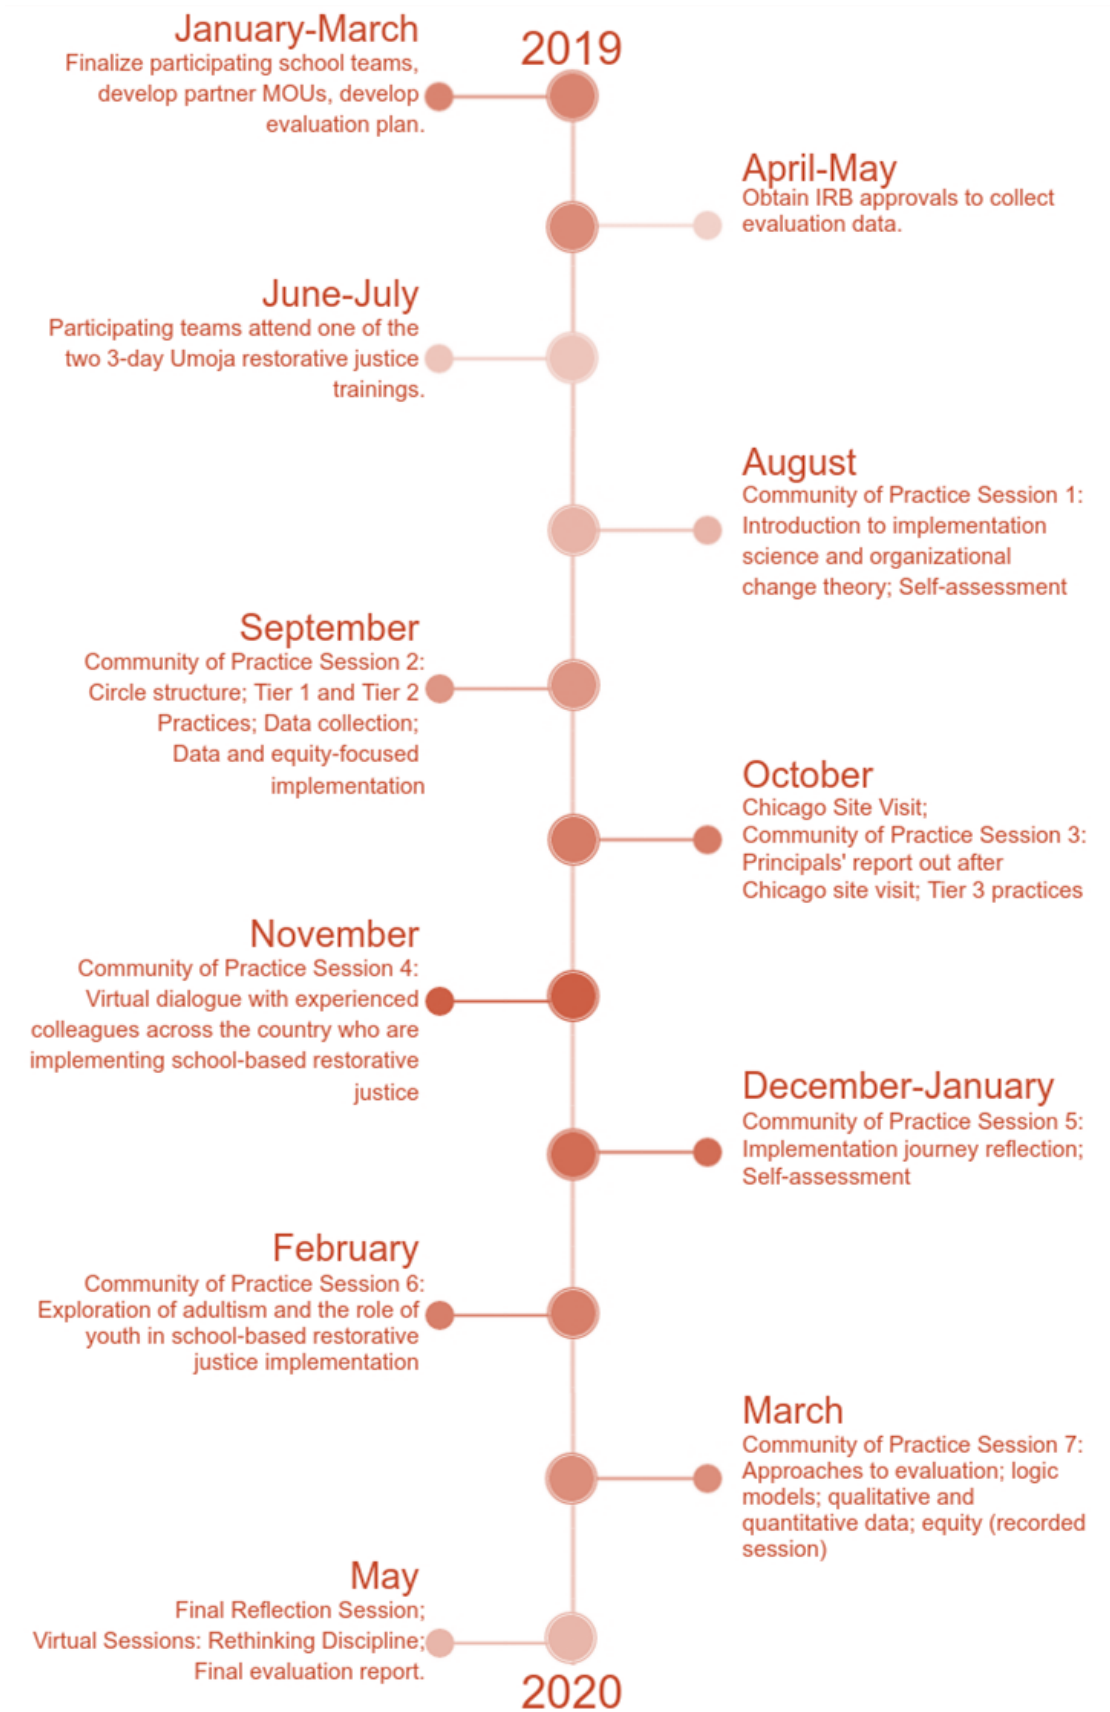 2019
January-March
Finalize participating school teams,
develop partner MOUs, develop
evaluation plan.
April-May
Obtain IRB approvals to collect
evaluation data.
June-July
Participating teams attend one of the
two 3-day Umoja restorative justice
trainings.
August
Community of Practice Session 1:
Introduction to implementation
science and organizational
change theory; Self-assessment
September
Community of Practice Session 2:
Circle structure; Tier 1 and Tier 2
Practices; Data collection;
Data and equity-focused
implementation
October
Chicago Site Visit;
Community of Practice Session 3:
Principals' report out after
Chicago site visit; Tier 3 practices
November
Community of Practice Session 4:
Virtual dialogue with experienced
colleagues across the country who are
implementing school-based restorative
justice
December-January
Community of Practice Session 5:
Implementation journey reflection;
Self-assessment
February
Community of Practice Session 6:
Exploration of adultism and the role of
youth in school-based restorative
justice implementation
March
Community of Practice Session 7:
Approaches to evaluation; logic
models; qualitative and
quantitative data; equity (recorded
session)
May
Final Reflection Session;
Virtual Sessions: Rethinking Discipline;
Final evaluation report.
2020